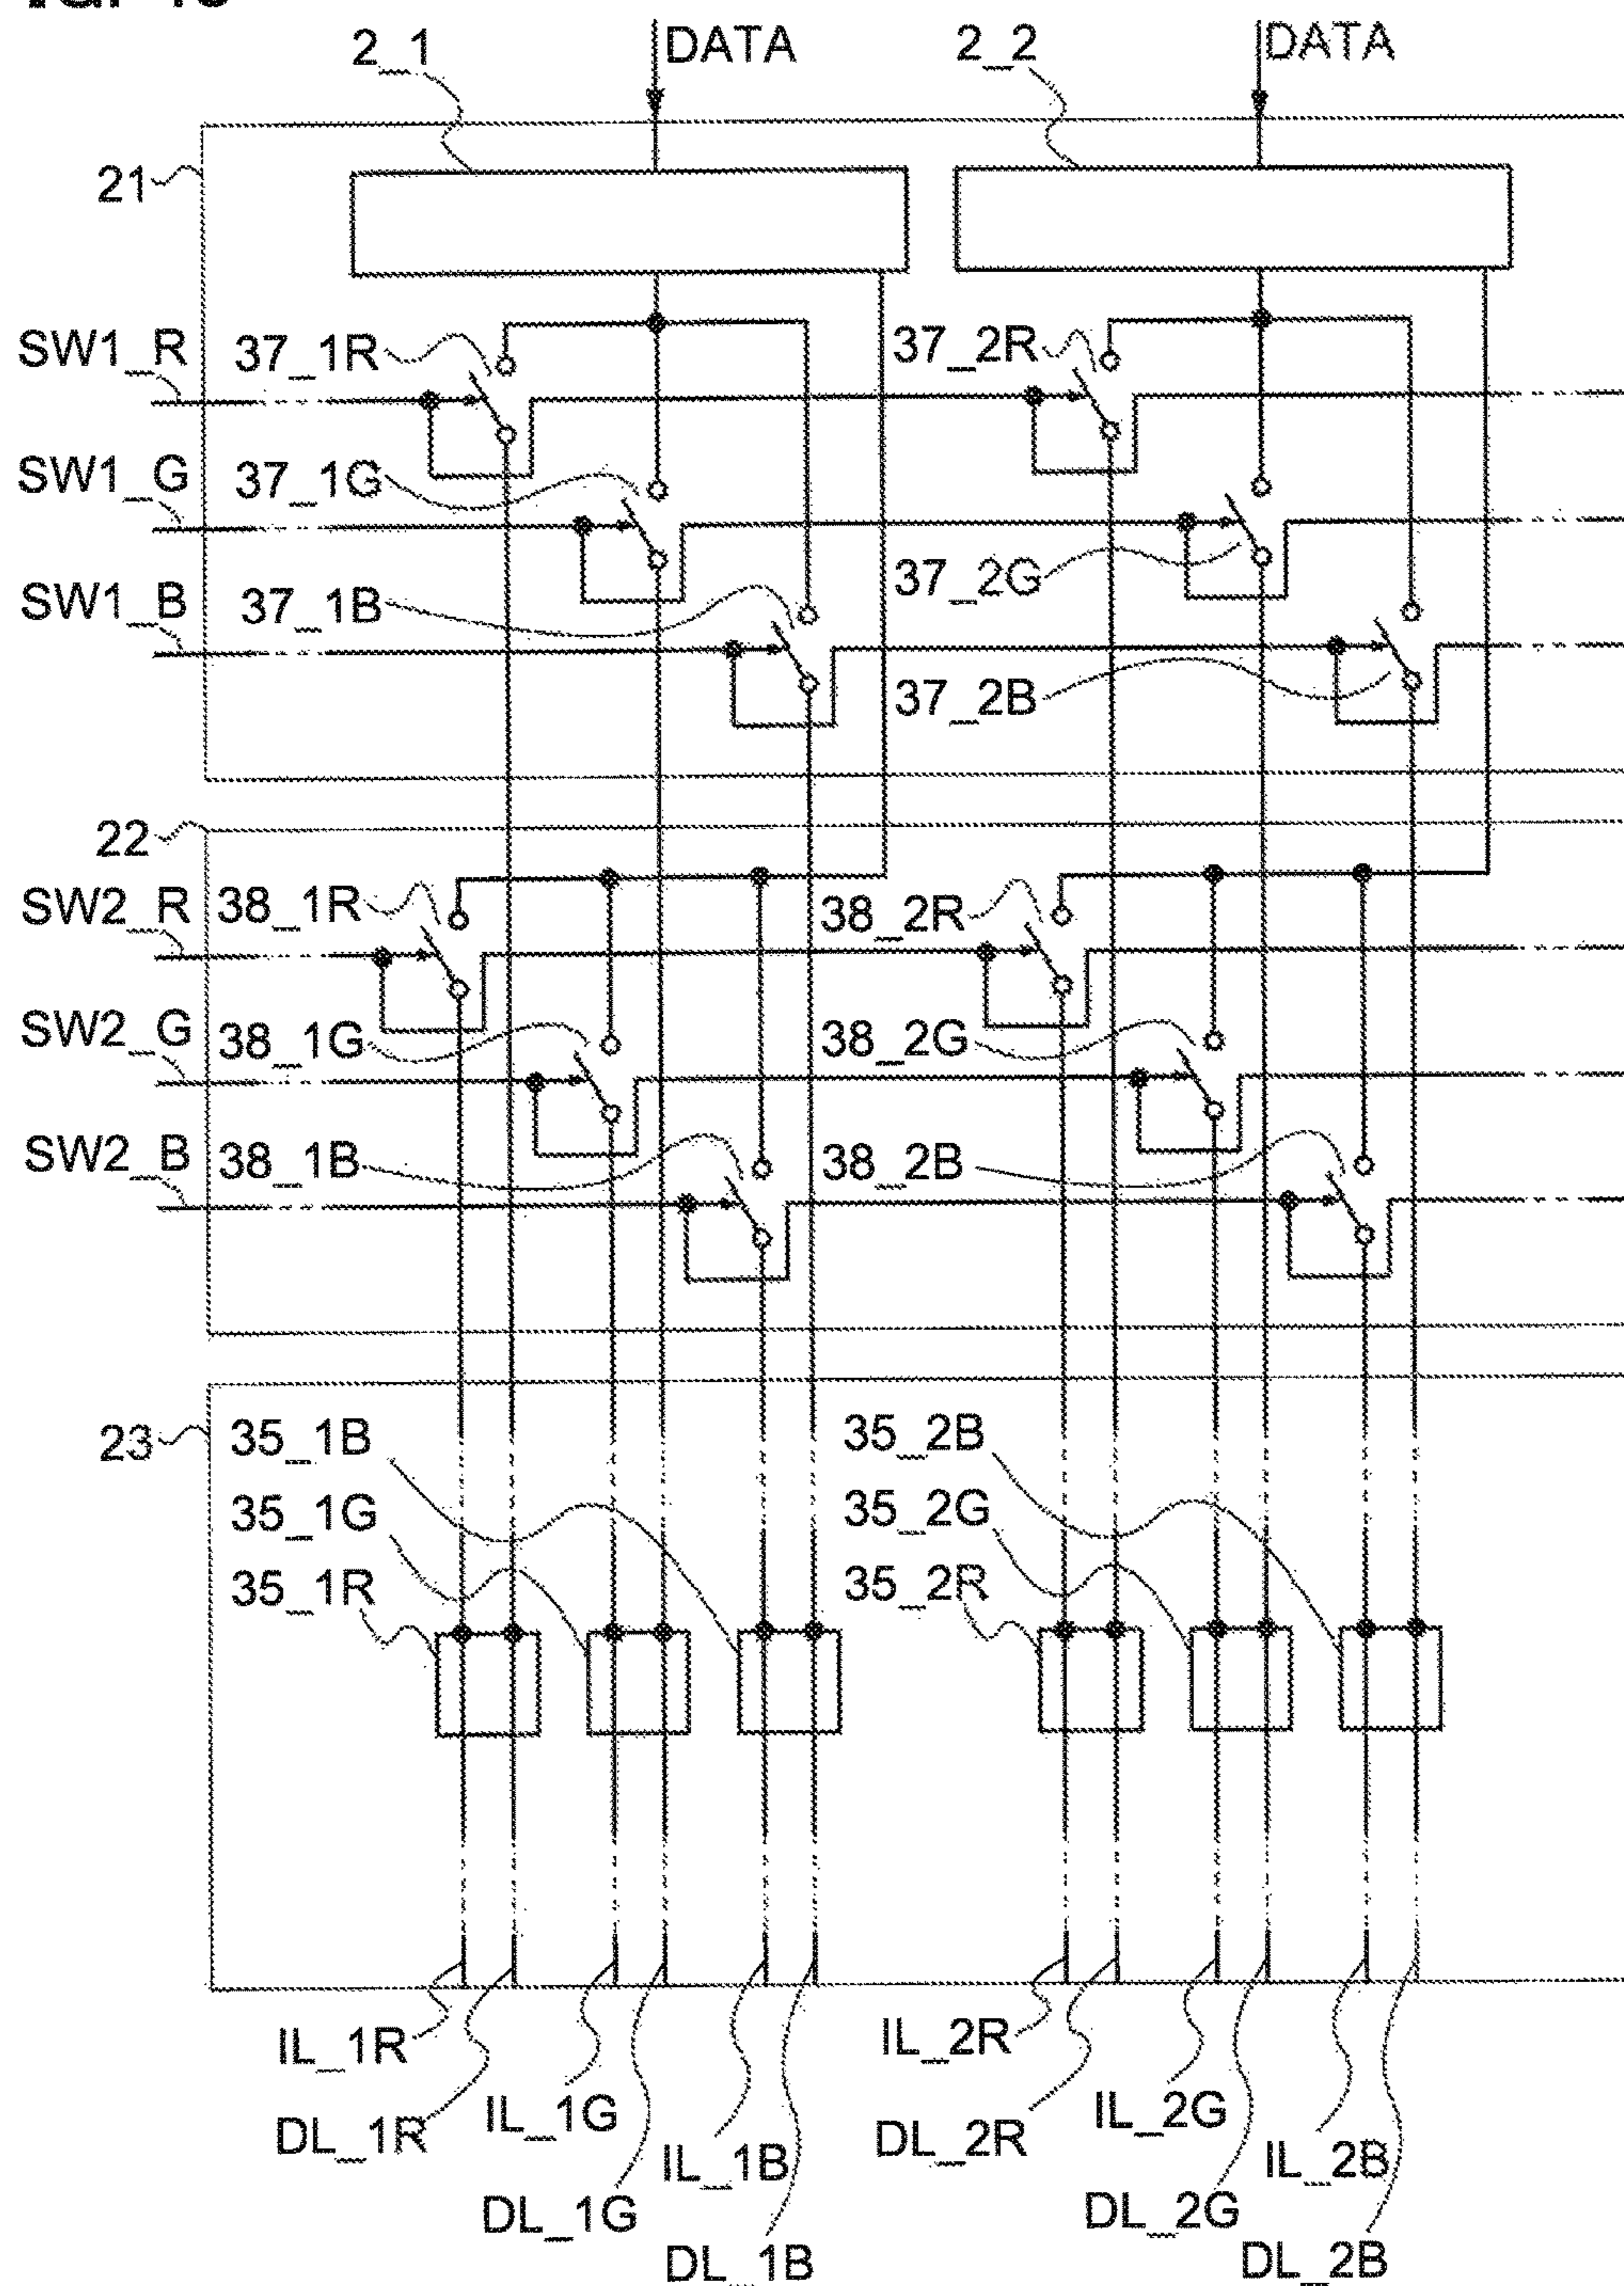 2_1
DATA
2_2
DATA
21
SW1_R
37_1R
37_2R
SW1_G
37_1G
37_2G
SW1_B
37_1B
37_2B
22
SW2_R
38_1R
38_2R
SW2_G
38_1G
38_2G
SW2_B
38_1B
38_2B
23
35_1B
35_2B
35_1G
35_2G
35_1R
35_2R
IL_1R
IL_2R
DL_1R
IL_1G
DL_2R
IL_2G
IL_1B
IL_2B
DL_1G
DL_2G
DL_1B
DL_2B